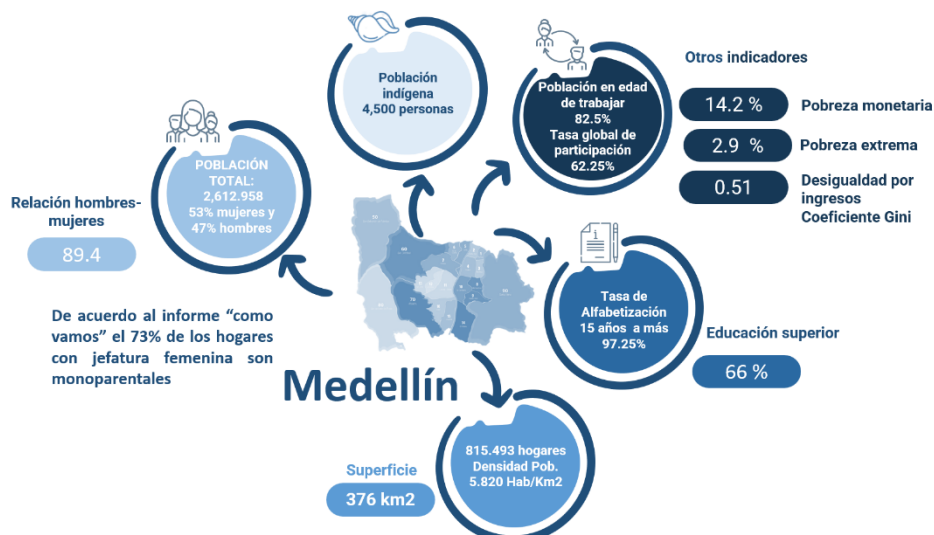 Población
indígena
4,500 personas
Población en edad
de trabajar
82.5%
Tasa global de
participación
62.25%
Otros indicadores
14.2 %
Pobreza monetaria
2.9 %
Pobreza extrema
0.51
Desigualdad por
ingresos
Coeficiente Gini
POBLACIÓN
TOTAL:
2,612.958
53% mujeres y
47% hombres
Relación hombres-
mujeres
89.4
De acuerdo al informe “como
vamos” el 73% de los hogares
con jefatura femenina son
monoparentales
Tasa de
Alfabetización
15 años a más
97.25%
Educación superior
66 %
Medellín
815.493 hogares
Densidad Pob.
5.820 Hab/Km2
Superficie
376 km2